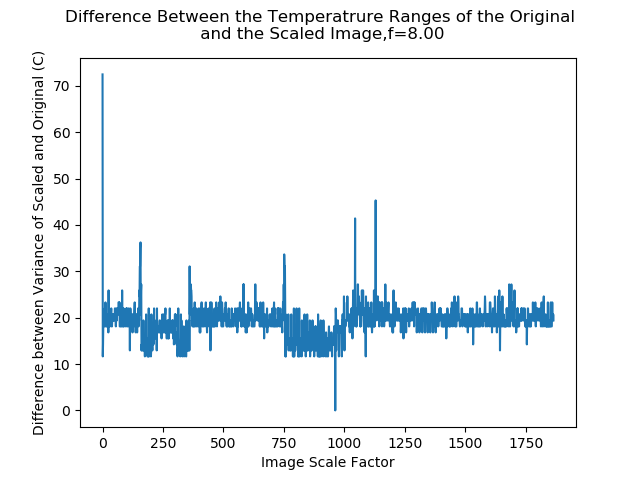 Difference Between the Temperatrure Ranges of the Original
and the Scaled Image,f=8.00
Difference between Variance of Scaled and Original (C)
70
60
50
40
30
20
10
0
0 250 500 750 1000 1250 1500 1750
Image Scale Factor